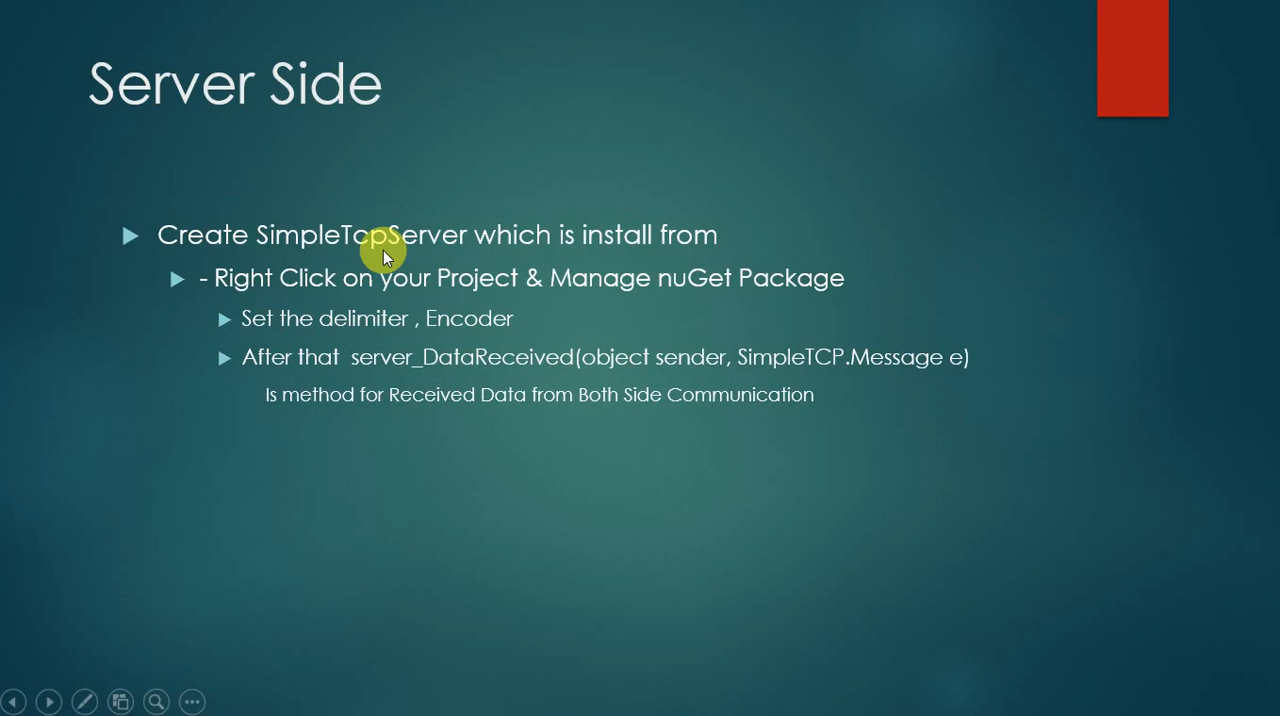 Server Side
Create SimpleTcpServer which is install from
- Right Click on your Project & Manage nuGet Package
Set the delimiter , Encoder
After that  server_DataReceived(object sender, SimpleTCP.Message e)
Is method for Received Data from Both Side Communication